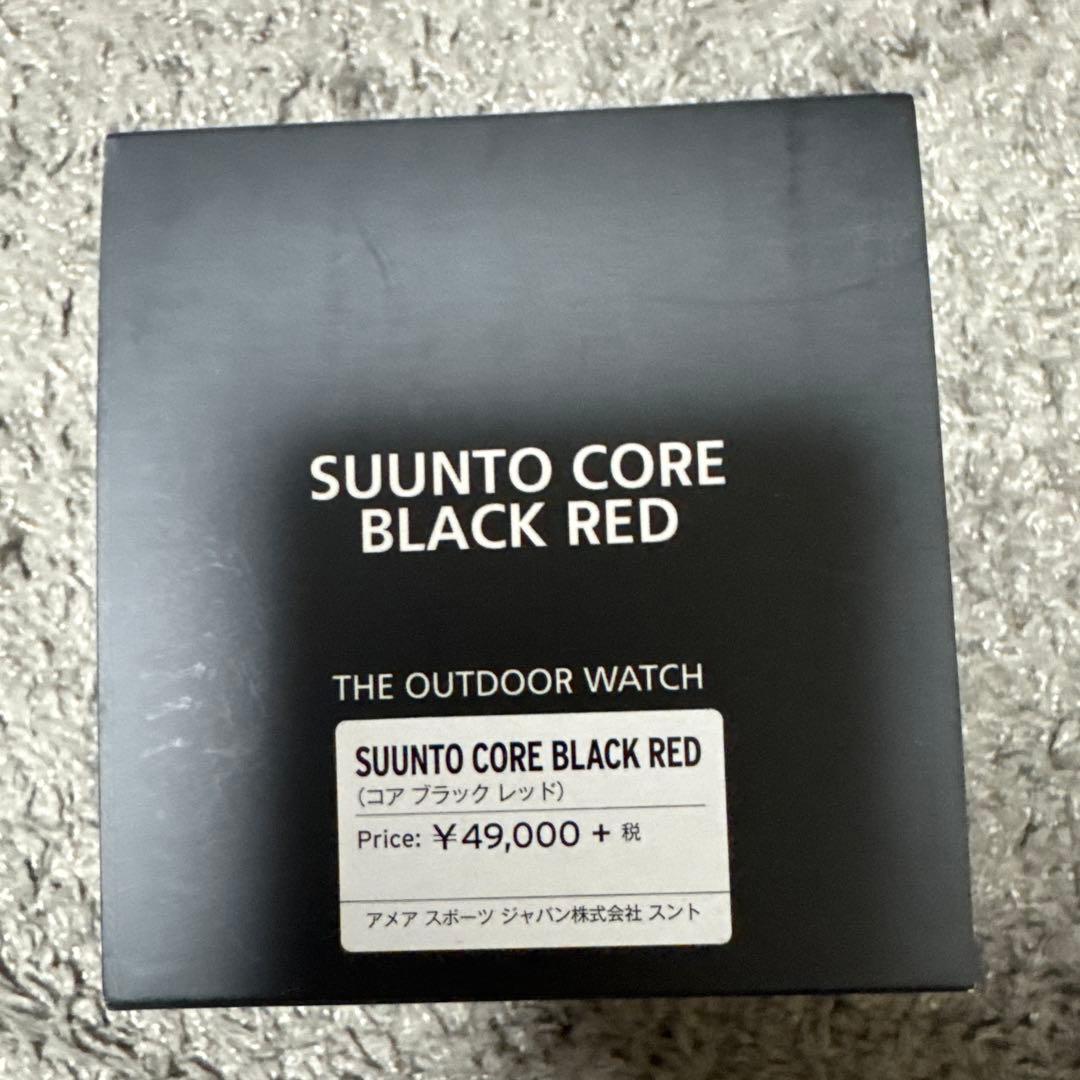 SUUNTO CORE
BLACK RED
THE OUTDOOR WATCH
SUUNTO CORE BLACK RED
(コア ブラック レッド)
Price: ¥49,000 + 税
アメア スポーツ ジャパン株式会社 スント